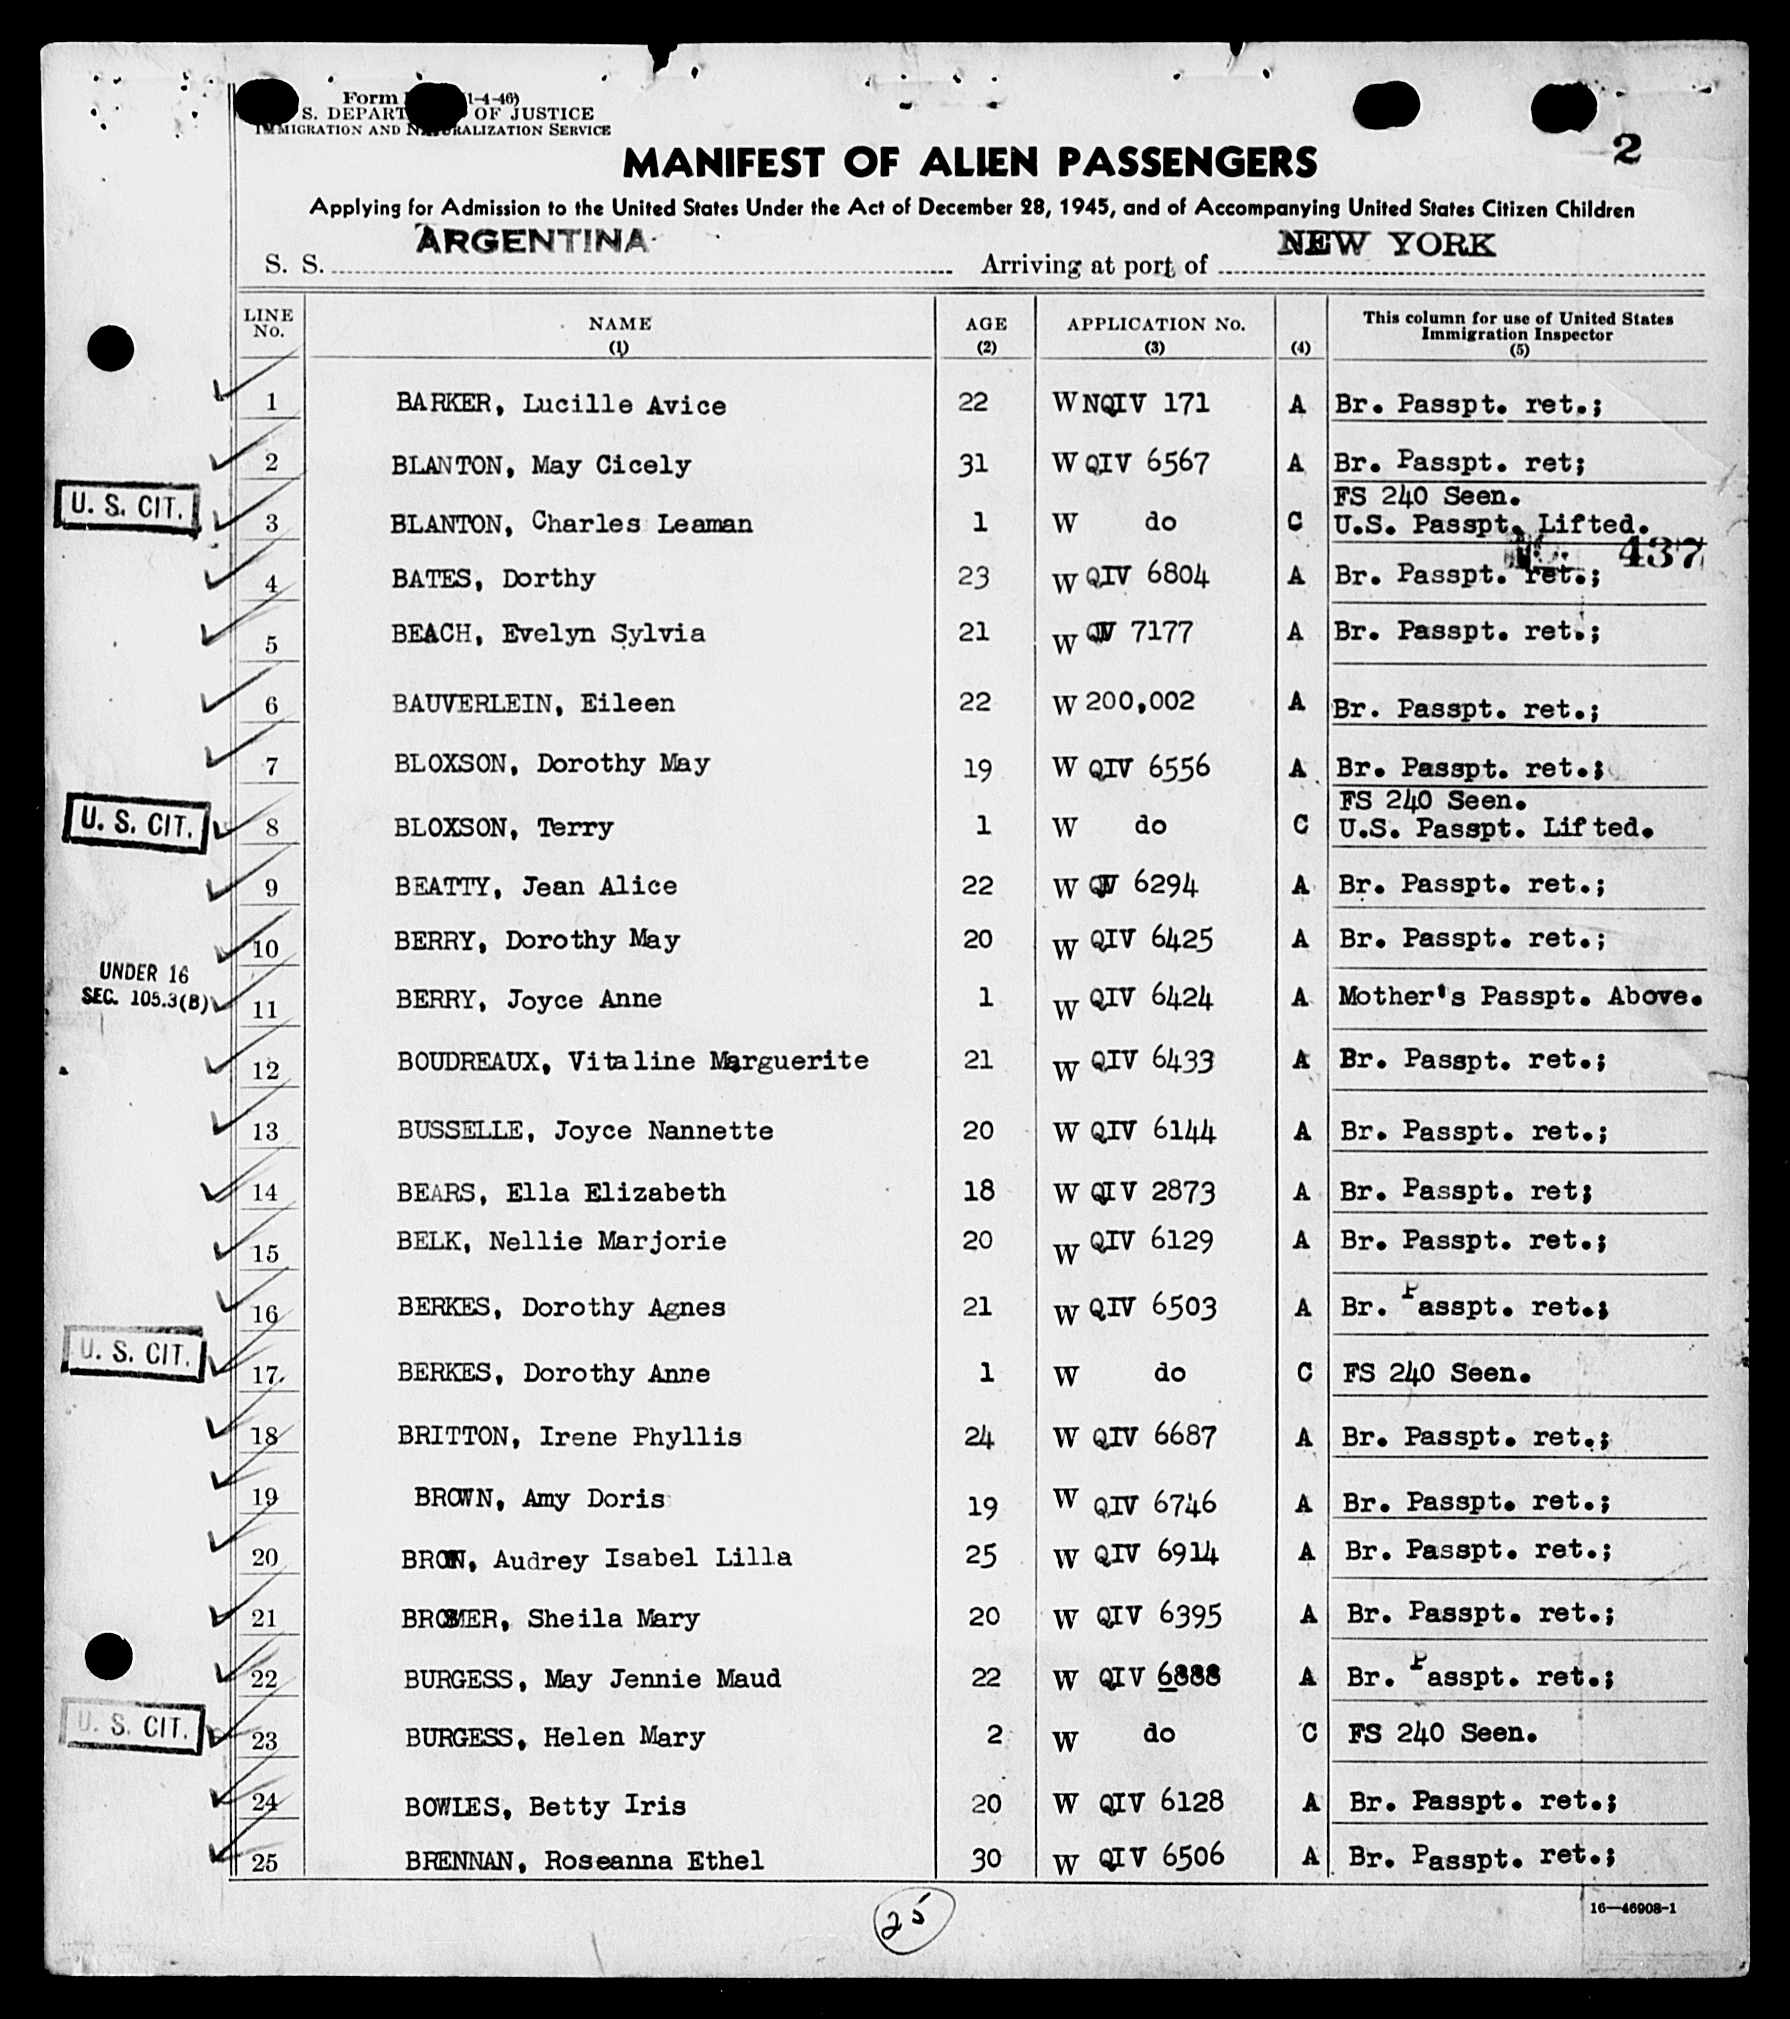 Form 1-4-46)
S. DEPART OF JUSTICE
IMMIGRATION AND NATURALIZATION SERVICE
2
MANIFEST OF ALIEN PASSENGERS
Applying for Admission to the United States Under the Act of December 28, 1945, and of Accompanying United States Citizen Children
S. S. ARGENTINA Arriving at port of NEW YORK
LINE No. NAME (1) AGE (2) APPLICATION No. (3) (4) This column for use of United States Immigration Inspector (5)
1 BARKER, Lucille Avice 22 W NQIV 171 A Br. Passpt. ret.;
2 BLANTON, May Cicely 31 W QIV 6567 A Br. Passpt. ret;
FS 240 Seen.
U. S. CIT. 3 BLANTON, Charles Leaman 1 W do C U.S. Passpt. Lifted.
437
4 BATES, Dorthy 23 W QIV 6804 A Br. Passpt. ret.;
5 BEACH, Evelyn Sylvia 21 W QIV 7177 A Br. Passpt. ret.;
6 BAUVERLEIN, Eileen 22 W 200,002 A Br. Passpt. ret.;
7 BLOXSON, Dorothy May 19 W QIV 6556 A Br. Passpt. ret.;
FS 240 Seen.
U. S. CIT. 8 BLOXSON, Terry 1 W do C U.S. Passpt. Lifted.
9 BEATTY, Jean Alice 22 W QIV 6294 A Br. Passpt. ret.;
10 BERRY, Dorothy May 20 W QIV 6425 A Br. Passpt. ret.;
UNDER 16
SEC. 105.3(B) 11 BERRY, Joyce Anne 1 W QIV 6424 A Mother's Passpt. Above.
12 BOUDREAUX, Vitaline Marguerite 21 W QIV 6433 A Br. Passpt. ret.;
13 BUSSELLE, Joyce Nannette 20 W QIV 6144 A Br. Passpt. ret.;
14 BEARS, Ella Elizabeth 18 W QIV 2873 A Br. Passpt. ret;
15 BELK, Nellie Marjorie 20 W QIV 6129 A Br. Passpt. ret.;
16 BERKES, Dorothy Agnes 21 W QIV 6503 A Br. Passpt. ret.;
U. S. CIT. 17 BERKES, Dorothy Anne 1 W do C FS 240 Seen.
18 BRITTON, Irene Phyllis 24 W QIV 6687 A Br. Passpt. ret.;
19 BROWN, Amy Doris 19 W QIV 6746 A Br. Passpt. ret.;
20 BROWN, Audrey Isabel Lilla 25 W QIV 6914 A Br. Passpt. ret.;
21 Sheila Mary 20 W QIV 6395 A Br. Passpt. ret.;
22 BURGESS, May Jennie Maud 22 W QIV 6888 A Br. Passpt. ret.;
U. S. CIT. 23 BURGESS, Helen Mary 2 W do C FS 240 Seen.
24 BOWLES, Betty Iris 20 W QIV 6128 A Br. Passpt. ret.;
25 BRENNAN, Roseanna Ethel 30 W QIV 6506 A Br. Passpt. ret.;
25
16—46908-1